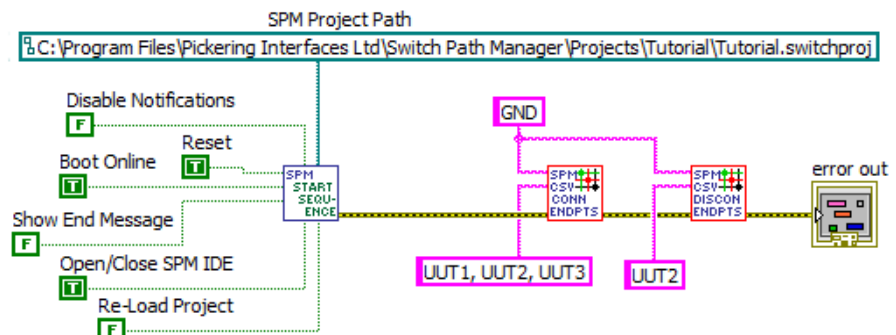 SPM Project Path
C:\Program Files\Pickering Interfaces Ltd\Switch Path Manager\Projects\Tutorial\Tutorial.switchproj
Disable Notifications
F
GND
Reset
T
Boot Online
T
SPM
START
SEQU-
ENCE
SPM
CSV
CONN
ENDPTS
SPM
CSV
DISCON
ENDPTS
error out
Show End Message
F
UUT1, UUT2, UUT3
UUT2
Open/Close SPM IDE
T
Re-Load Project
F